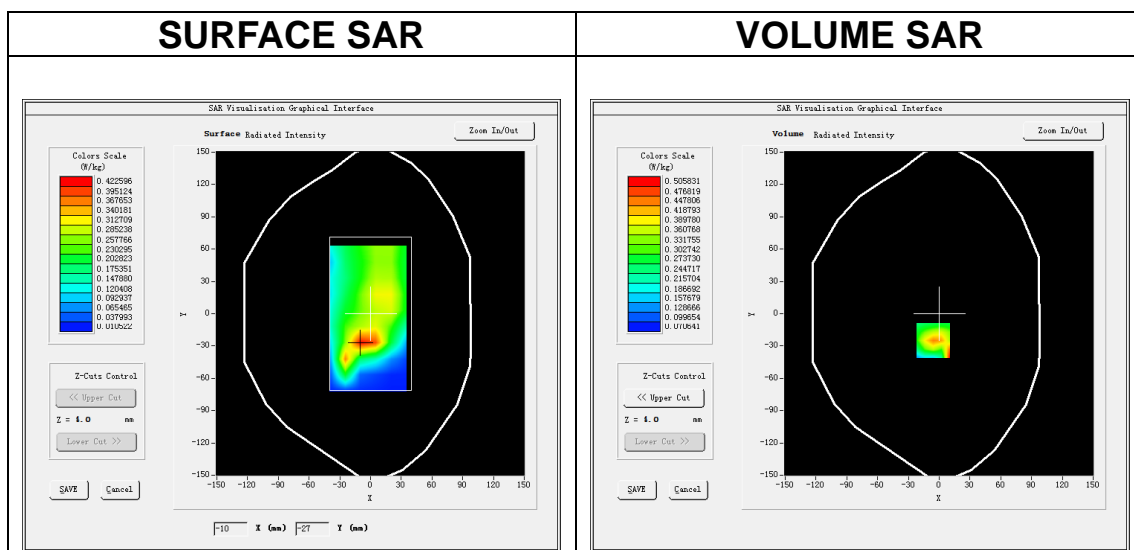 SURFACE SAR
VOLUME SAR
SAR Visualisation Graphical Interface
Surface Radiated Intensity
Zoom In/Out
Colors Scale
(W/kg)
0.422596
0.395124
0.367653
0.340181
0.312709
0.285238
0.257766
0.230295
0.202823
0.175351
0.147880
0.120408
0.092937
0.065465
0.037993
0.010522
150
120
90
60
30
0
-30
-60
-90
-120
-150
Y
-150 -120 -90 -60 -30 0 30 60 90 120 150
X
Z-Cuts Control
<< Upper Cut
Z = 4.0 mm
Lower Cut >>
SAVE Cancel
-10 X (mm) -27 Y (mm)
SAR Visualisation Graphical Interface
Volume Radiated Intensity
Zoom In/Out
Colors Scale
(W/kg)
0.505831
0.476819
0.447806
0.418793
0.389780
0.360768
0.331755
0.302742
0.273730
0.244717
0.215704
0.186692
0.157679
0.128666
0.099654
0.070641
150
120
90
60
30
0
-30
-60
-90
-120
-150
Y
-150 -120 -90 -60 -30 0 30 60 90 120 150
X
Z-Cuts Control
<< Upper Cut
Z = 4.0 mm
Lower Cut >>
SAVE Cancel